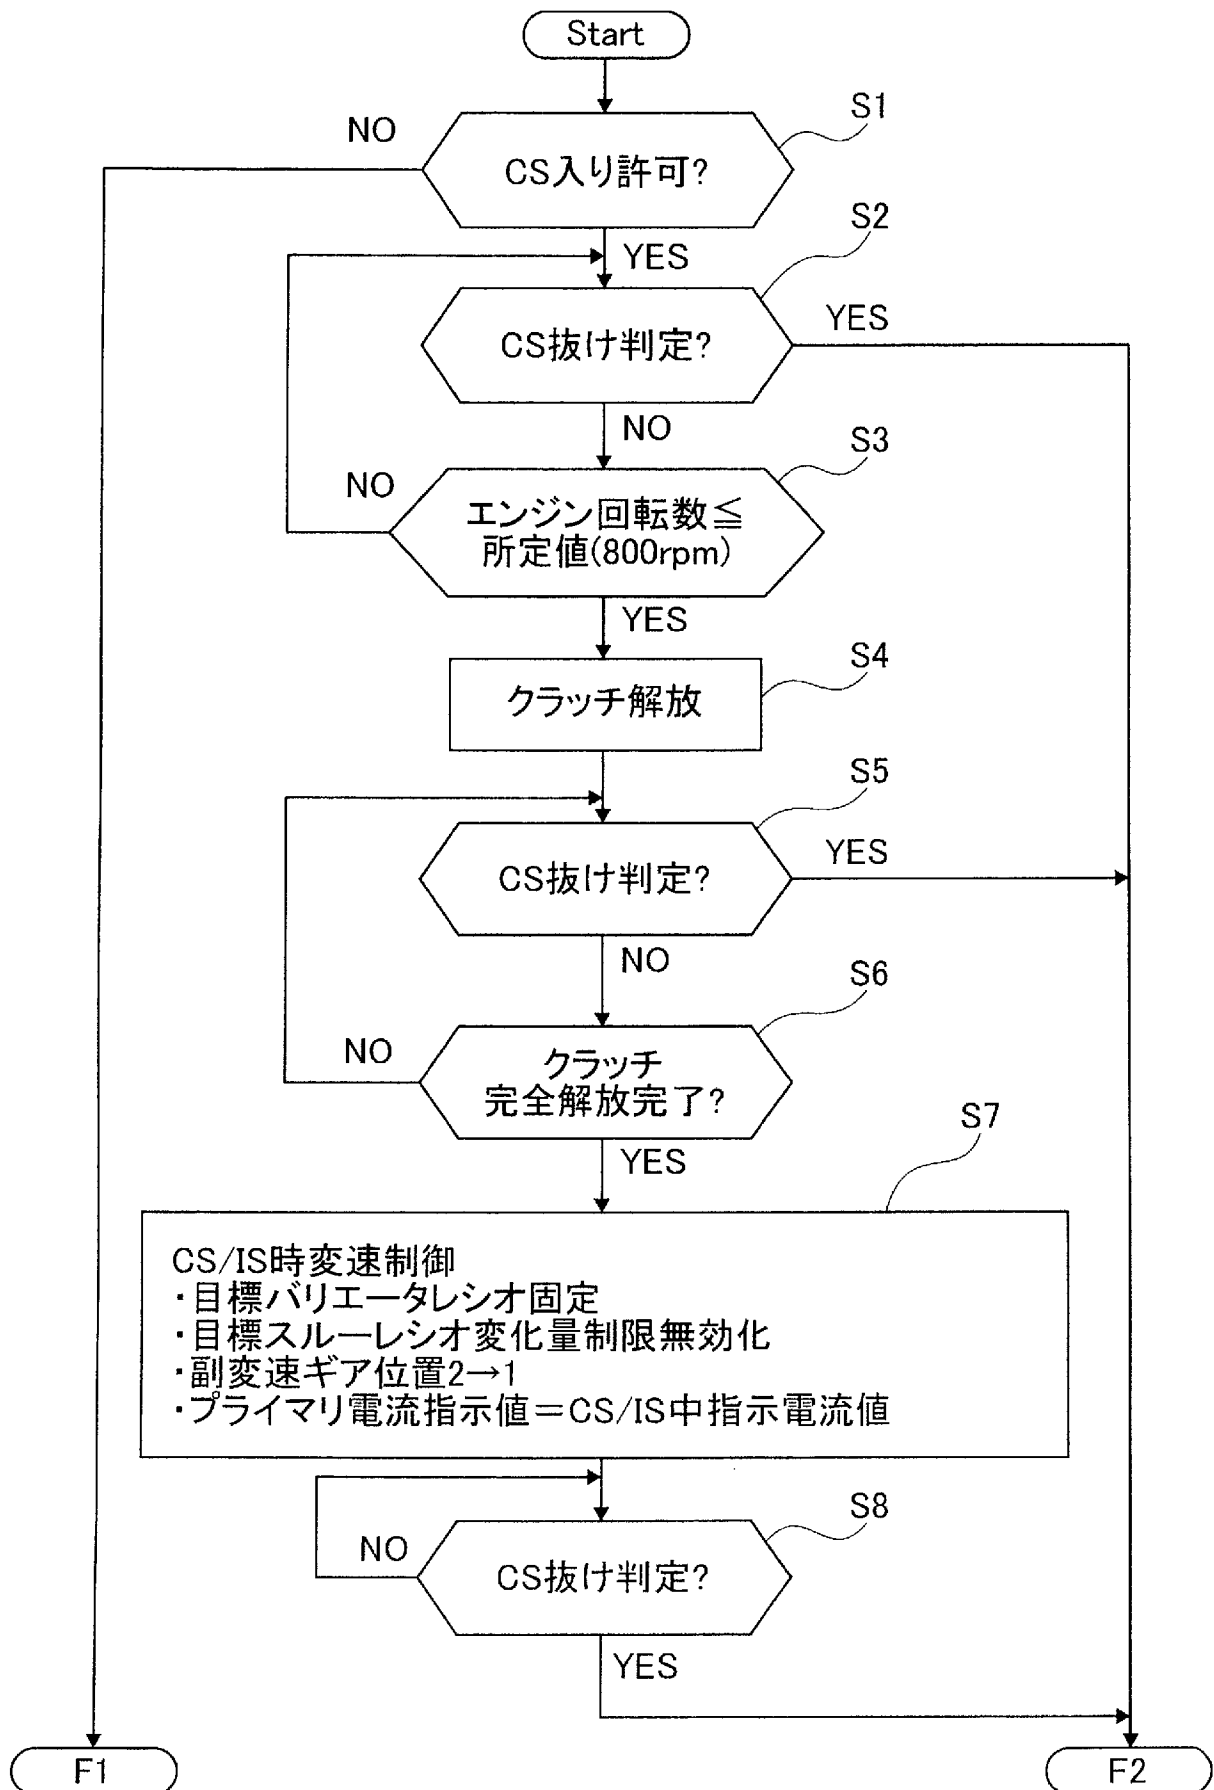 Start
S1
NO
CS入り許可?
S2
YES
YES
CS抜け判定?
NO
S3
NO
エンジン回転数≦
所定値(800rpm)
YES
S4
クラッチ解放
S5
YES
CS抜け判定?
NO
S6
NO
クラッチ
完全解放完了?
S7
YES
CS/IS時変速制御
・目標バリエータレシオ固定
・目標スルーレシオ変化量制限無効化
・副変速ギア位置2→1
・プライマリ電流指示値＝CS/IS中指示電流値
S8
NO
CS抜け判定?
YES
F1
F2